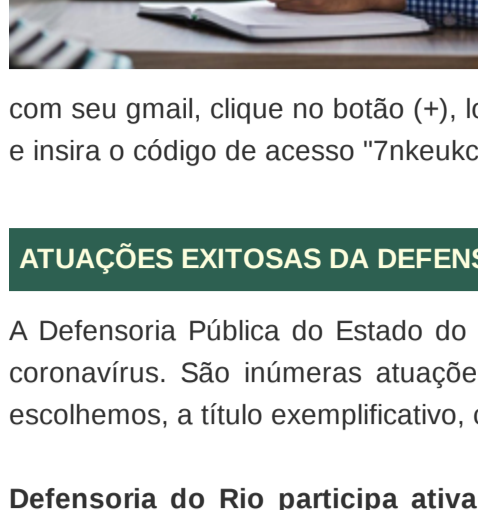 com seu gmail, clique no botão (+), lo
e insira o código de acesso "7nkeukc
ATUAÇÕES EXITOSAS DA DEFENS
A Defensoria Pública do Estado do
coronavírus. São inúmeras atuaçõe
escolhemos, a título exemplificativo,
Defensoria do Rio participa ativa